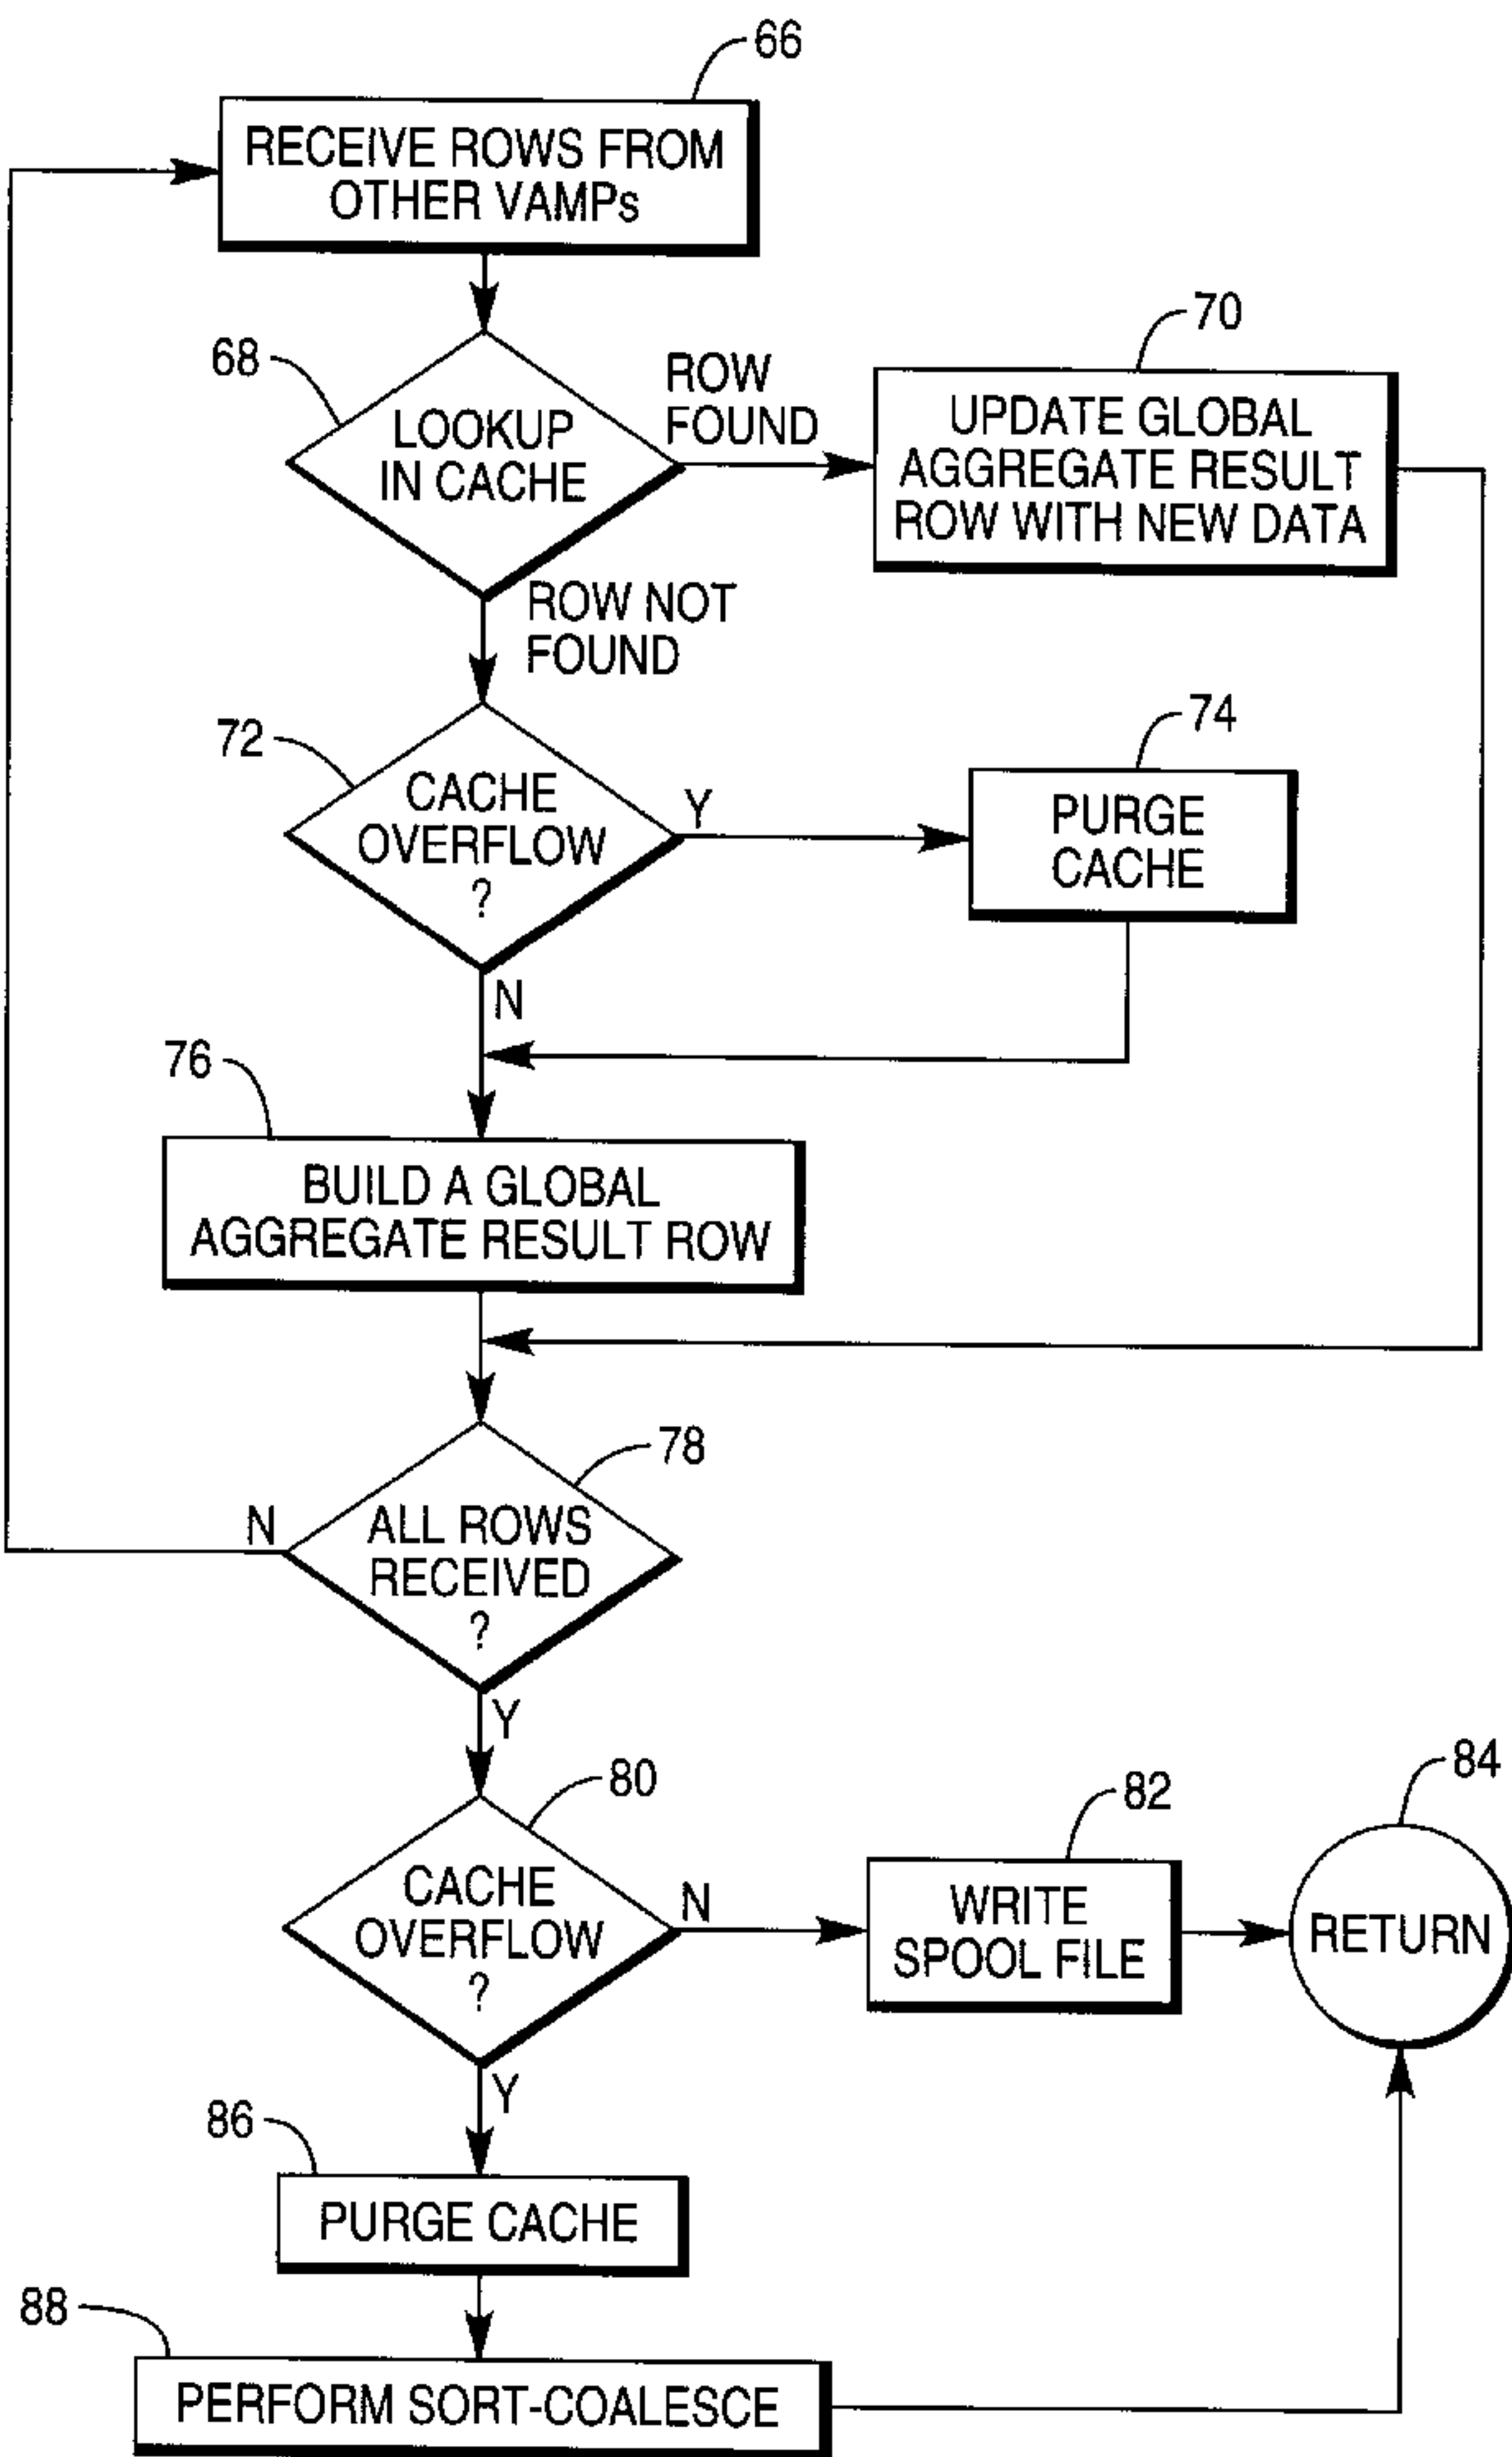 66
RECEIVE ROWS FROM
OTHER VAMPs
68
LOOKUP
IN CACHE
ROW
FOUND
70
UPDATE GLOBAL
AGGREGATE RESULT
ROW WITH NEW DATA
ROW NOT
FOUND
72
CACHE
OVERFLOW
?
Y
74
PURGE
CACHE
N
76
BUILD A GLOBAL
AGGREGATE RESULT ROW
78
N
ALL ROWS
RECEIVED
?
Y
80
CACHE
OVERFLOW
?
N
82
WRITE
SPOOL FILE
84
RETURN
Y
86
PURGE CACHE
88
PERFORM SORT-COALESCE